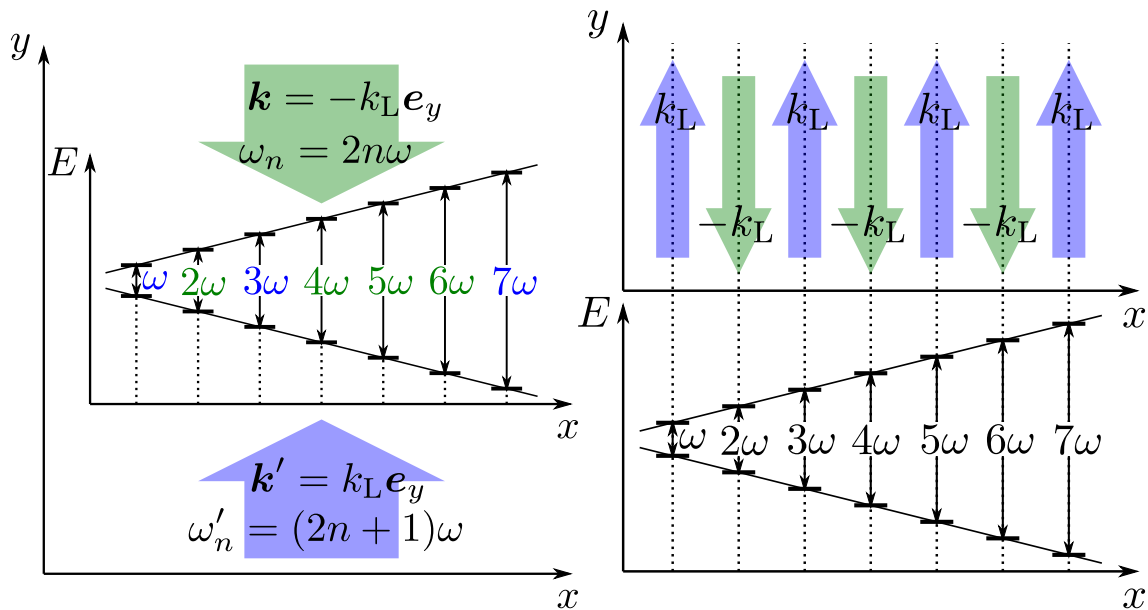 y
k = −k_L e_y
ω_n = 2nω
E
ω 2ω 3ω 4ω 5ω 6ω 7ω
x
k′ = k_L e_y
ω′_n = (2n + 1)ω
x
y
k_L k_L k_L k_L
−k_L −k_L −k_L
x
E
ω 2ω 3ω 4ω 5ω 6ω 7ω
x